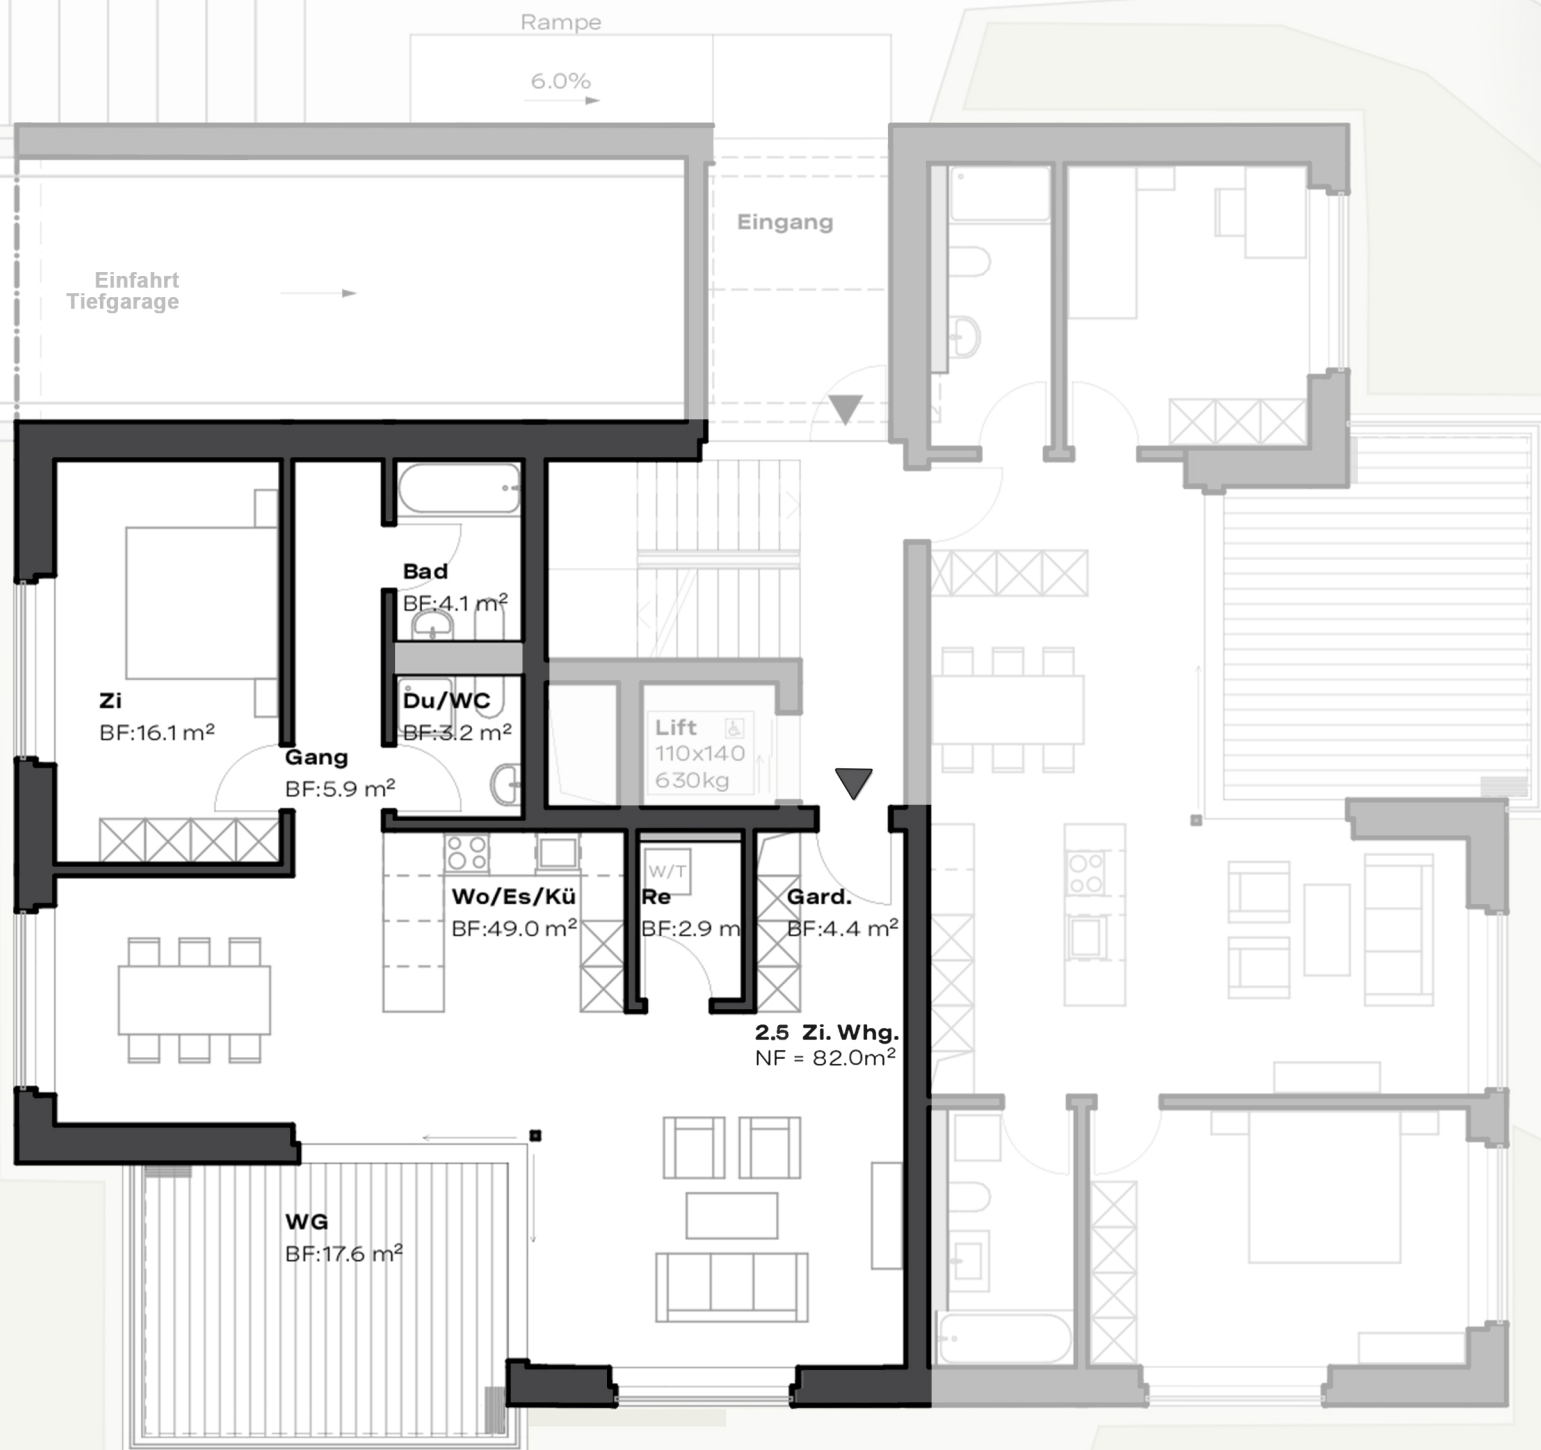 Rampe
6.0%
Eingang
Einfahrt
Tiefgarage
Bad
BF:4.1 m²
Zi
BF:16.1 m²
Du/WC
BF:3.2 m²
Gang
BF:5.9 m²
Lift
110x140
630kg
W/T
Wo/Es/Kü
BF:49.0 m²
Re
BF:2.9 m
Gard.
BF:4.4 m²
2.5 Zi. Whg.
NF = 82.0m²
WG
BF:17.6 m²